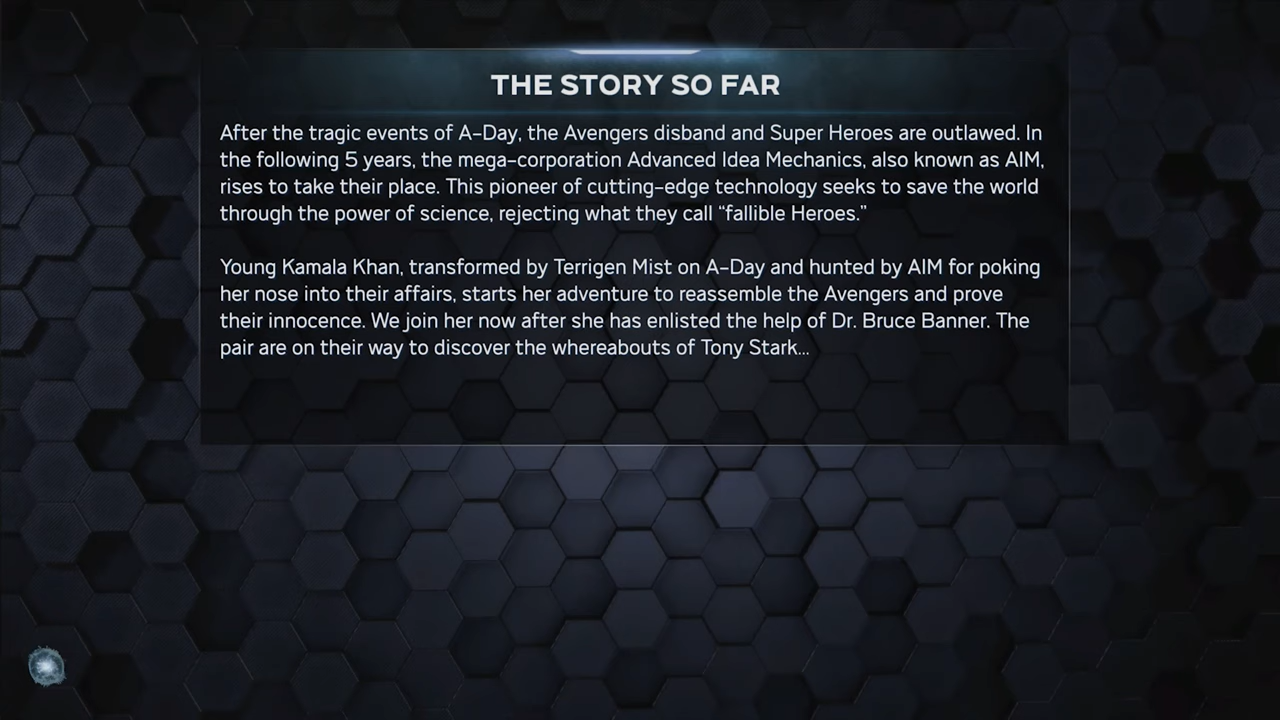 THE STORY SO FAR
After the tragic events of A-Day, the Avengers disband and Super Heroes are outlawed. In
the following 5 years, the mega-corporation Advanced Idea Mechanics, also known as AIM,
rises to take their place. This pioneer of cutting-edge technology seeks to save the world
through the power of science, rejecting what they call “fallible Heroes.”
Young Kamala Khan, transformed by Terrigen Mist on A-Day and hunted by AIM for poking
her nose into their affairs, starts her adventure to reassemble the Avengers and prove
their innocence. We join her now after she has enlisted the help of Dr. Bruce Banner. The
pair are on their way to discover the whereabouts of Tony Stark...